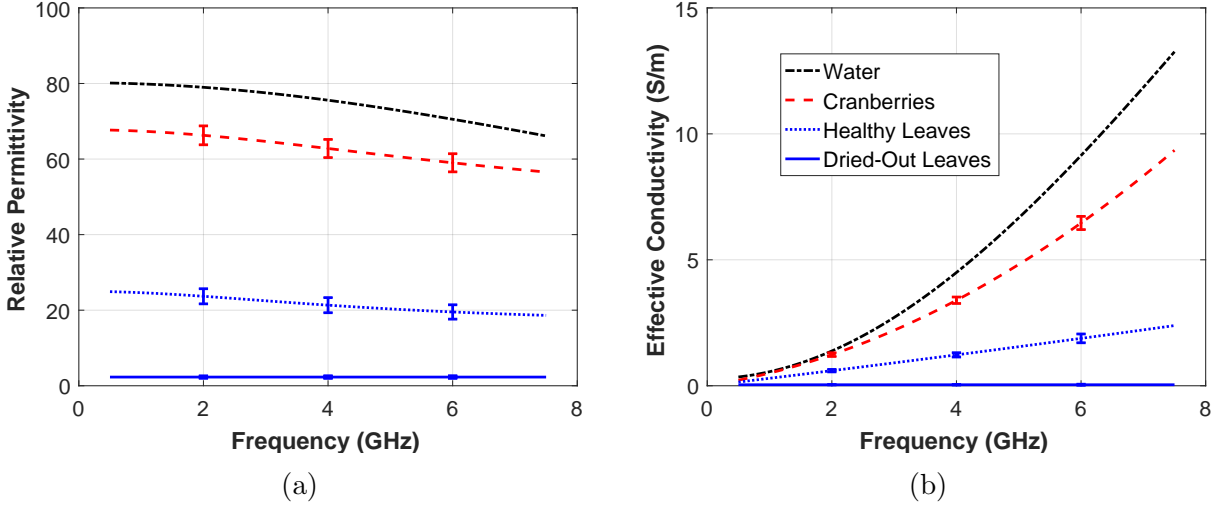 100
80
60
40
20
0
Relative Permittivity
0 2 4 6 8
Frequency (GHz)
(a)
15
10
5
0
Effective Conductivity (S/m)
Water
Cranberries
Healthy Leaves
Dried-Out Leaves
0 2 4 6 8
Frequency (GHz)
(b)